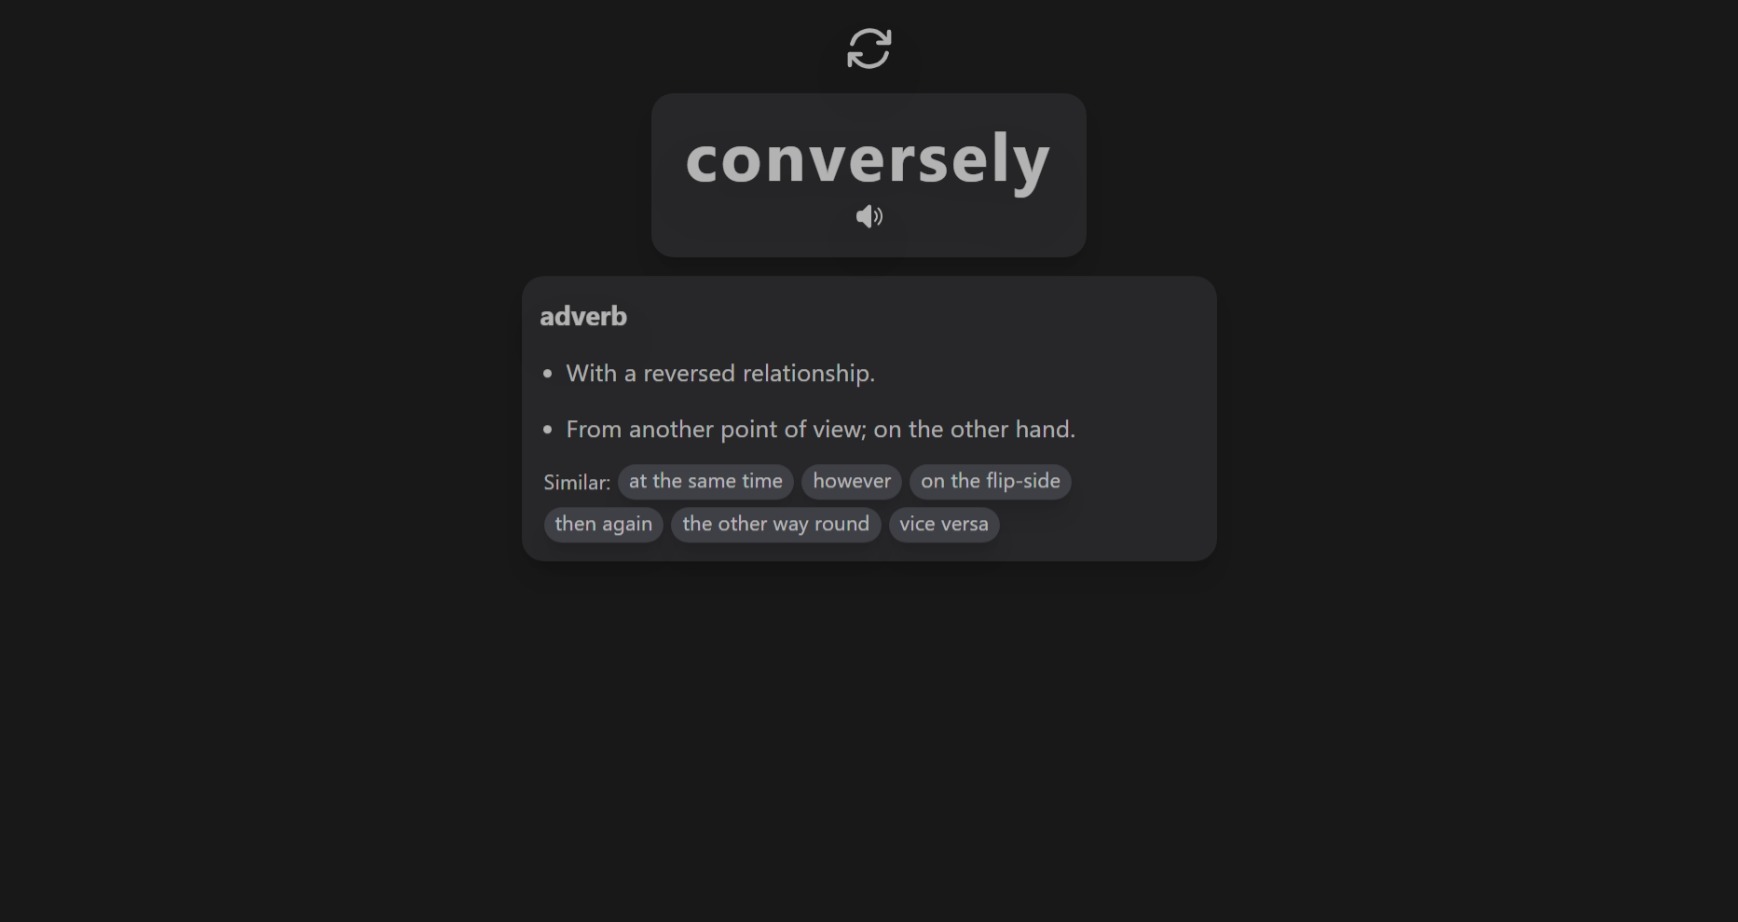 conversely
adverb
• With a reversed relationship.
• From another point of view; on the other hand.
Similar: at the same time however on the flip-side
then again the other way round vice versa